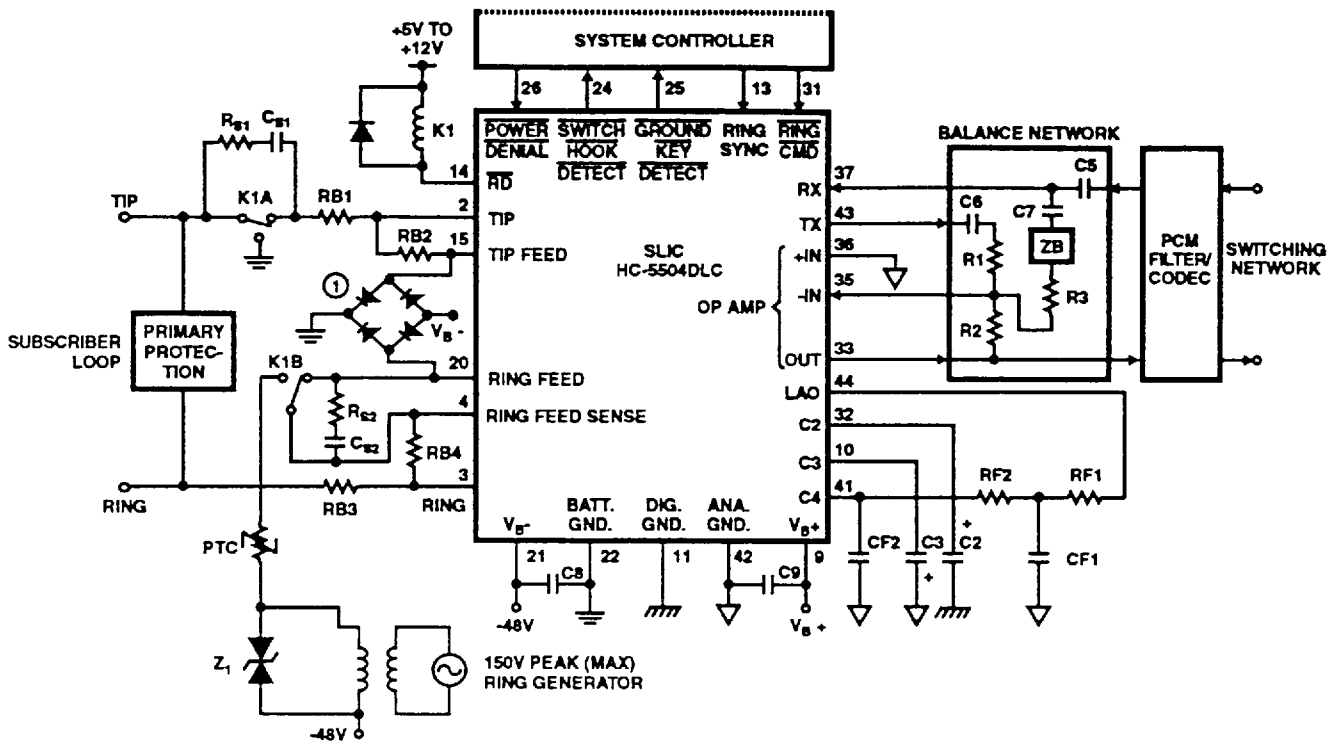 +5V TO
+12V
SYSTEM CONTROLLER
26
24
25
13
31
RS1
CS1
K1
POWER
DENIAL
SWITCH
HOOK
DETECT
GROUND
KEY
DETECT
RING
SYNC
RING
CMD
BALANCE NETWORK
14
RD
37
RX
C5
TIP
K1A
RB1
2
TIP
43
TX
C6
C7
ZB
RB2
15
TIP FEED
SLIC
HC-5504DLC
36
+IN
R1
PCM
FILTER/
CODEC
SWITCHING
NETWORK
1
OP AMP
35
-IN
R3
VB-
R2
SUBSCRIBER
LOOP
PRIMARY
PROTEC-
TION
K1B
20
RING FEED
33
OUT
44
LAO
RS2
4
RING FEED SENSE
32
C2
CS2
RB4
10
C3
RF2
RF1
RING
RB3
3
RING
41
C4
VB-
BATT.
GND.
DIG.
GND.
ANA.
GND.
VB+
PTC
21
C8
22
11
42
C9
9
CF2
C3
+
C2
+
CF1
-48V
VB+
Z1
150V PEAK (MAX)
RING GENERATOR
-48V